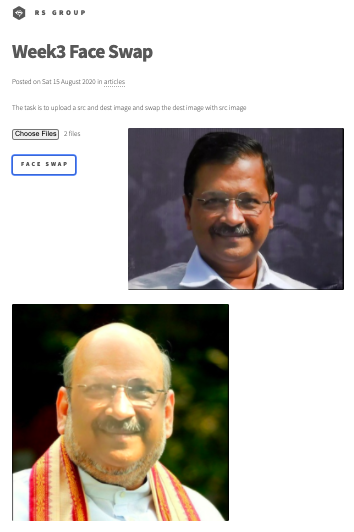 RS GROUP
Week3 Face Swap
Posted on Sat 15 August 2020 in articles
The task is to upload a src and dest image and swap the dest image with src image
Choose Files 2 files
FACE SWAP